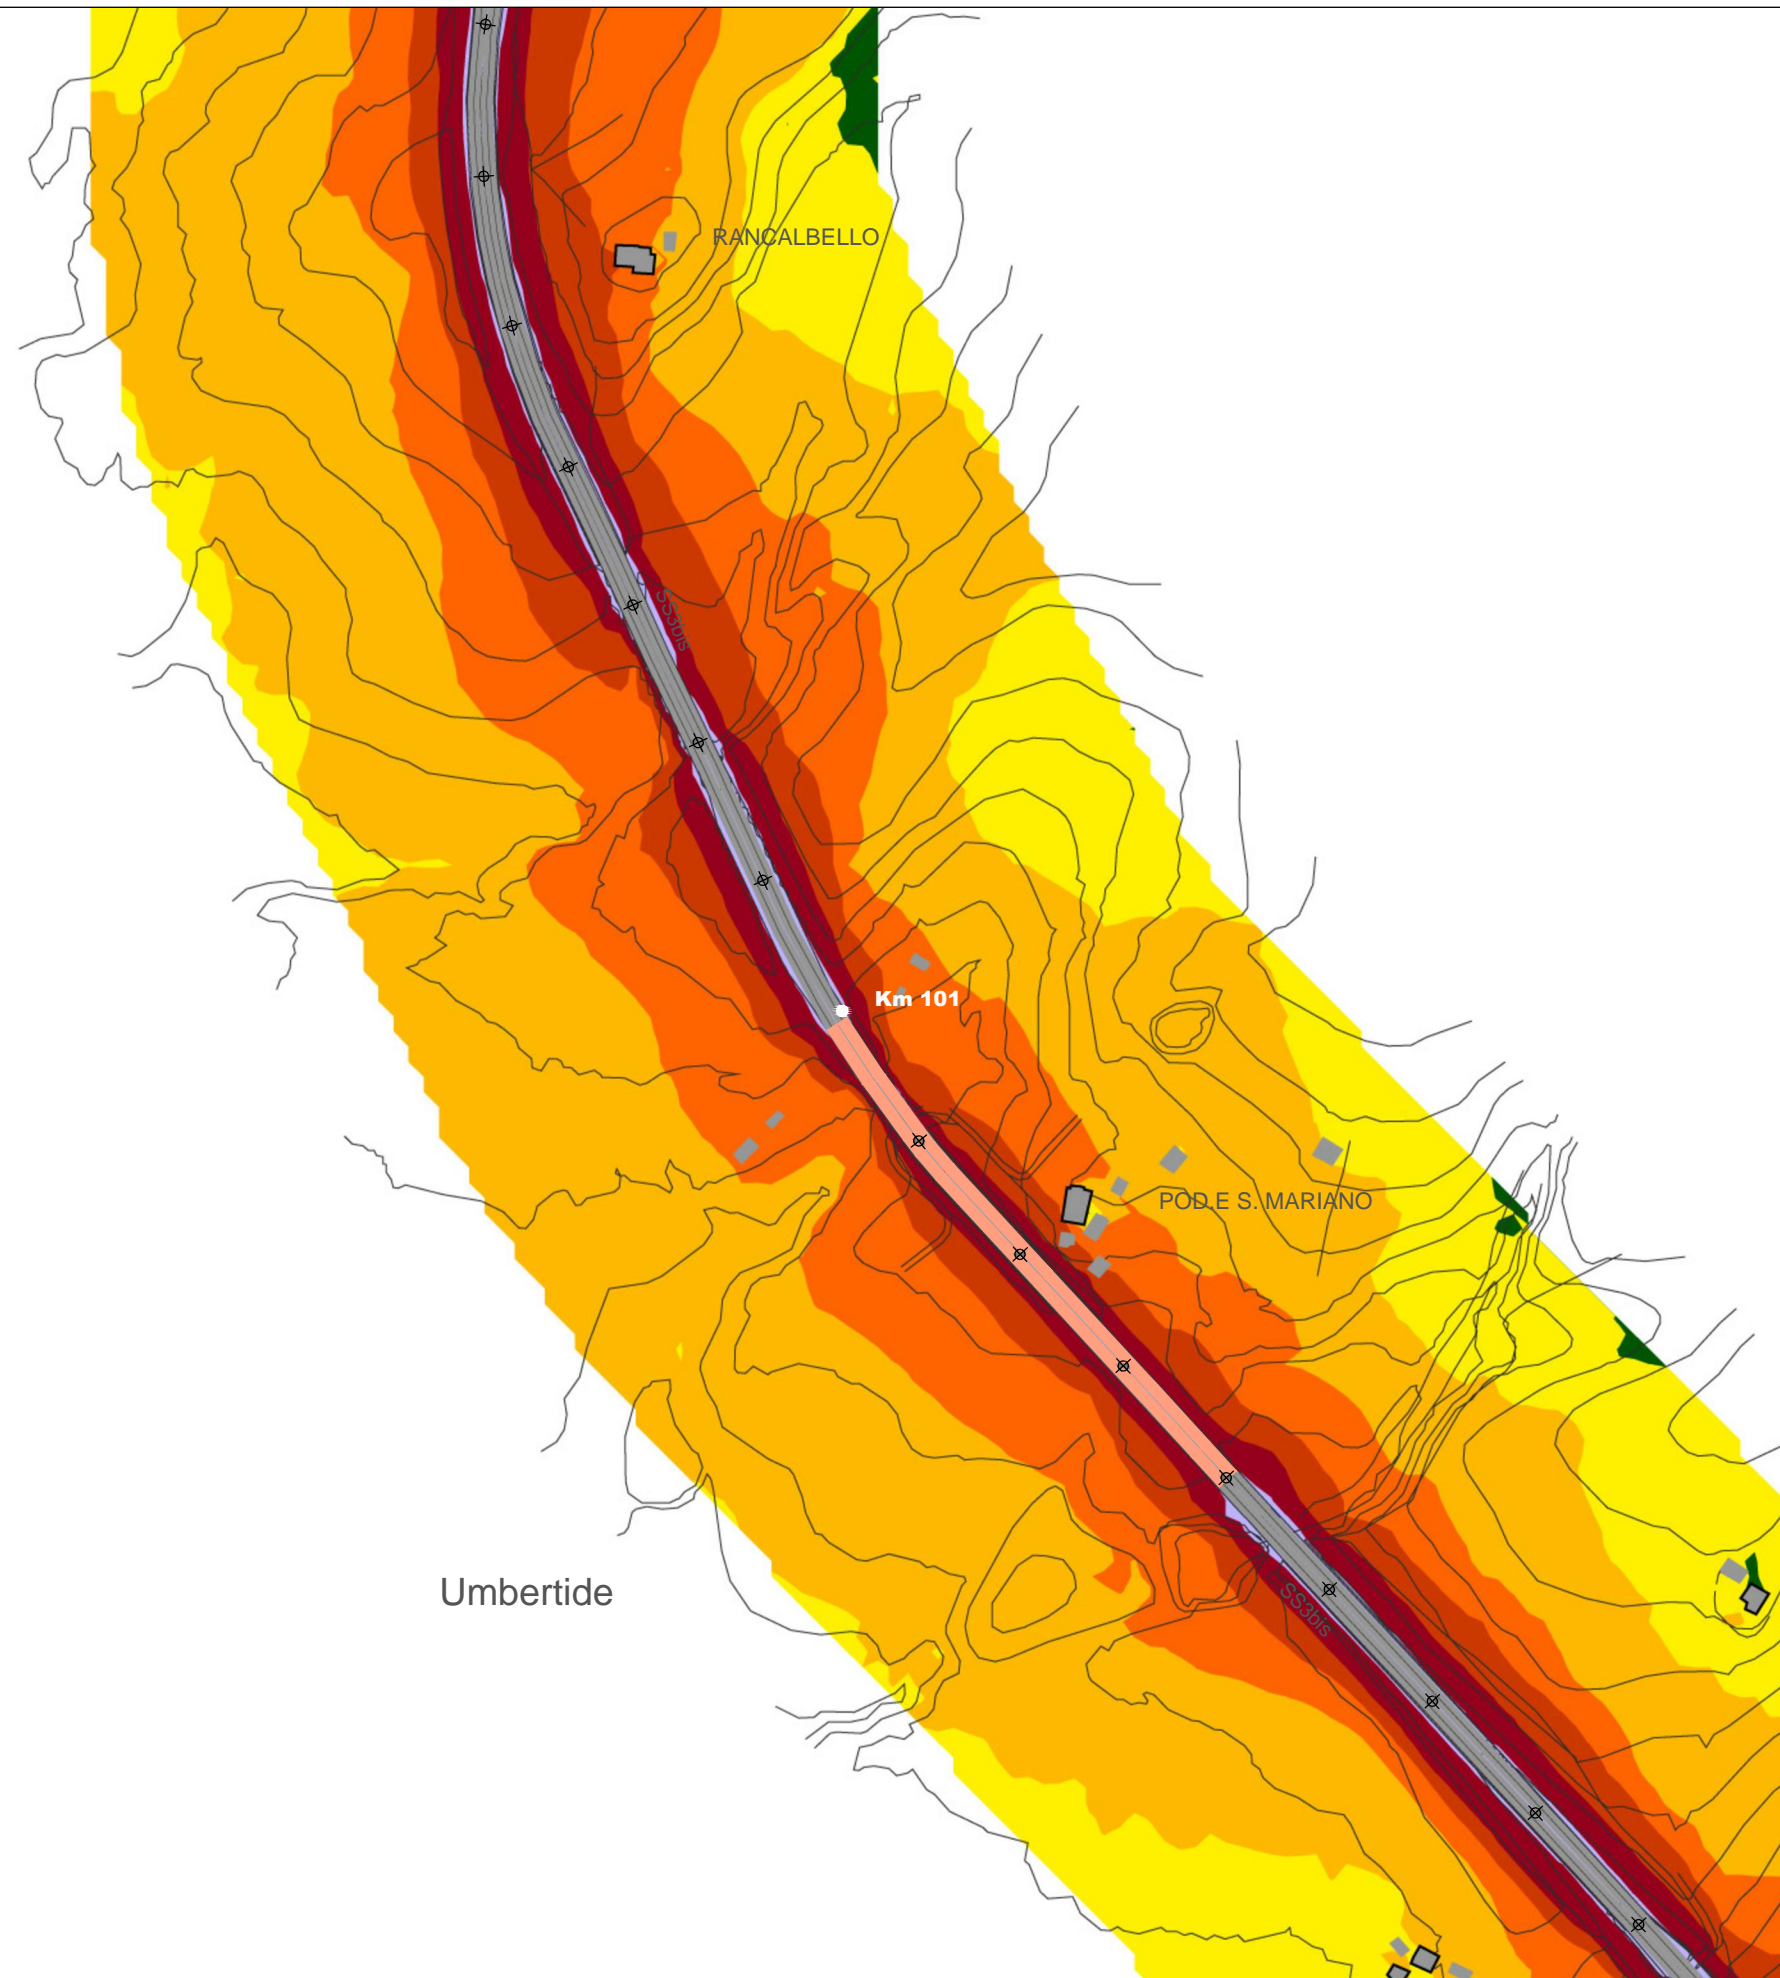 RANCALBELLO
SS3bis
Km 101
POD.E S. MARIANO
Umbertide
SS3bis